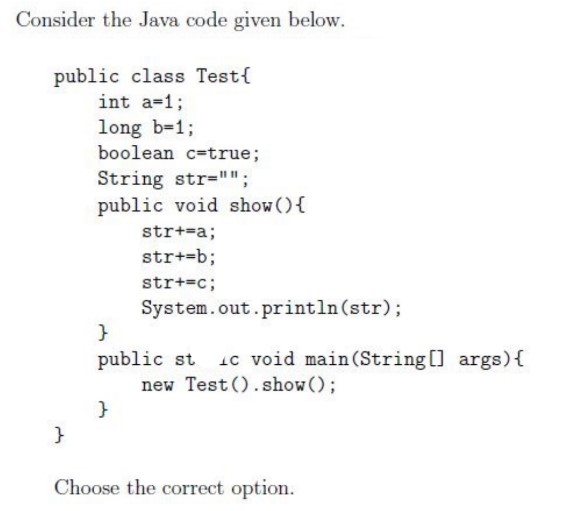 Consider the Java code given below.
public class Test{
int a=1;
long b=1;
boolean c=true;
String str="";
public void show(){
str+=a;
str+=b;
str+=c;
System.out.println(str);
}
public st ic void main(String[] args){
new Test().show();
}
}
Choose the correct option.